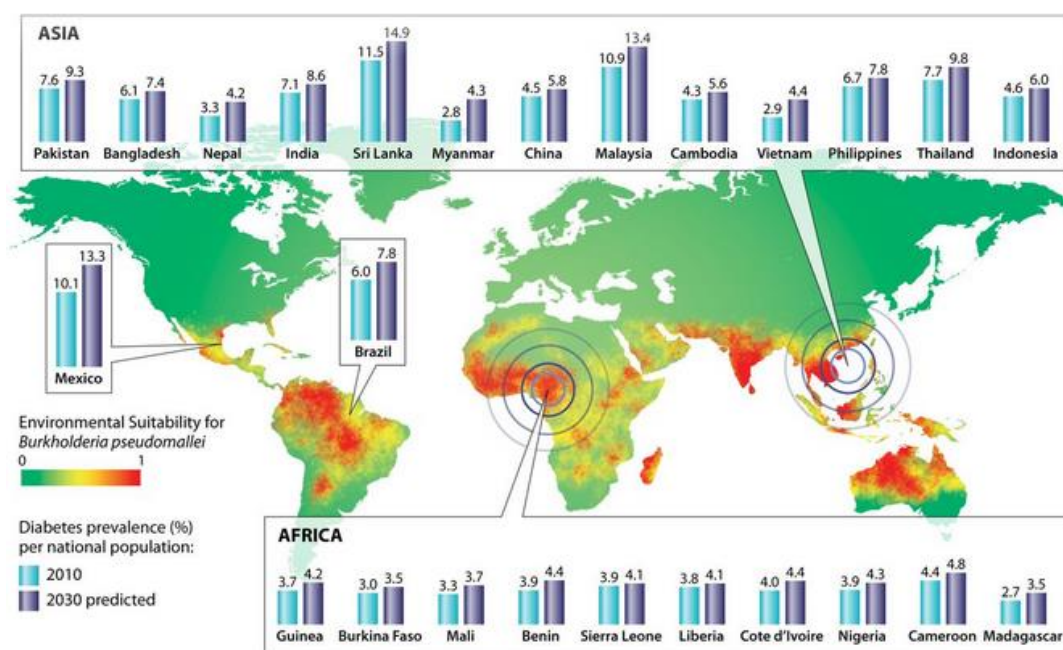 ASIA
7.6 9.3
Pakistan
6.1 7.4
Bangladesh
3.3 4.2
Nepal
7.1 8.6
India
11.5 14.9
Sri Lanka
2.8 4.3
Myanmar
4.5 5.8
China
10.9 13.4
Malaysia
4.3 5.6
Cambodia
2.9 4.4
Vietnam
6.7 7.8
Philippines
7.7 9.8
Thailand
4.6 6.0
Indonesia
10.1 13.3
Mexico
6.0 7.8
Brazil
Environmental Suitability for
Burkholderia pseudomallei
0 1
Diabetes prevalence (%)
per national population:
2010
2030 predicted
AFRICA
3.7 4.2
Guinea
3.0 3.5
Burkina Faso
3.3 3.7
Mali
3.9 4.4
Benin
3.9 4.1
Sierra Leone
3.8 4.1
Liberia
4.0 4.4
Cote d'Ivoire
3.9 4.3
Nigeria
4.4 4.8
Cameroon
2.7 3.5
Madagascar